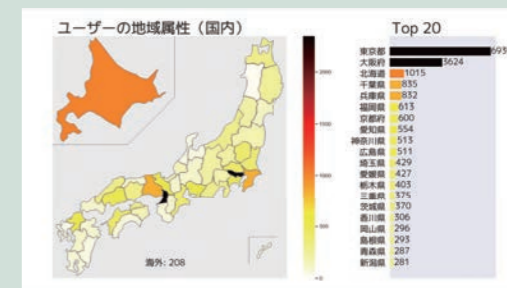 ユーザーの地域属性（国内）
海外: 208
2000
1500
1000
500
0
Top 20
東京都
大阪府 3624
北海道 1015
千葉県 835
兵庫県 832
福岡県 613
京都府 600
愛知県 554
神奈川県 513
広島県 511
埼玉県 429
愛媛県 427
栃木県 403
三重県 375
茨城県 370
香川県 306
岡山県 296
島根県 293
青森県 287
新潟県 281